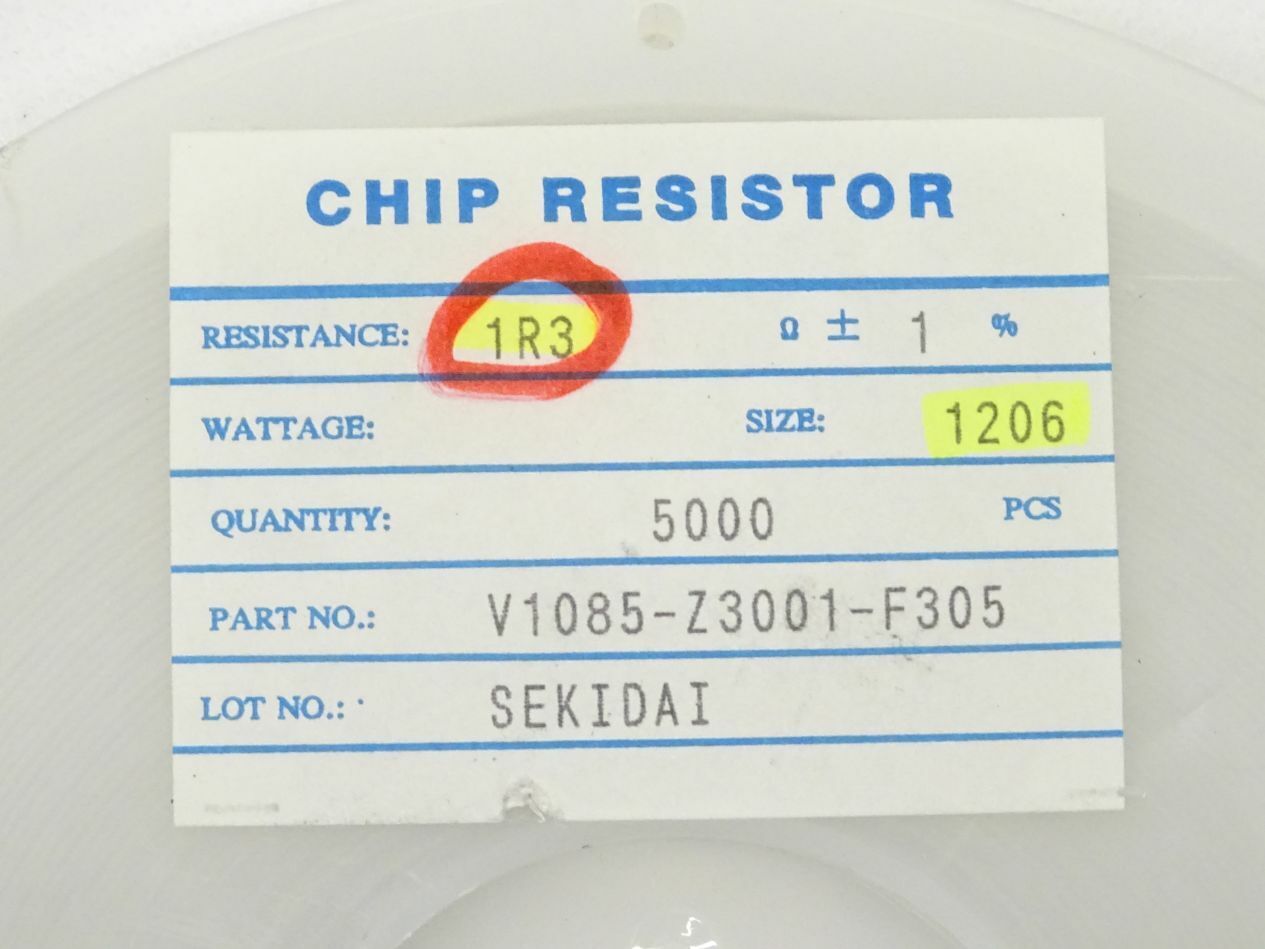 CHIP RESISTOR
RESISTANCE: 1R3 Ω ± 1 %
WATTAGE: SIZE: 1206
QUANTITY: 5000 PCS
PART NO.: V1085-Z3001-F305
LOT NO.: SEKIDAI